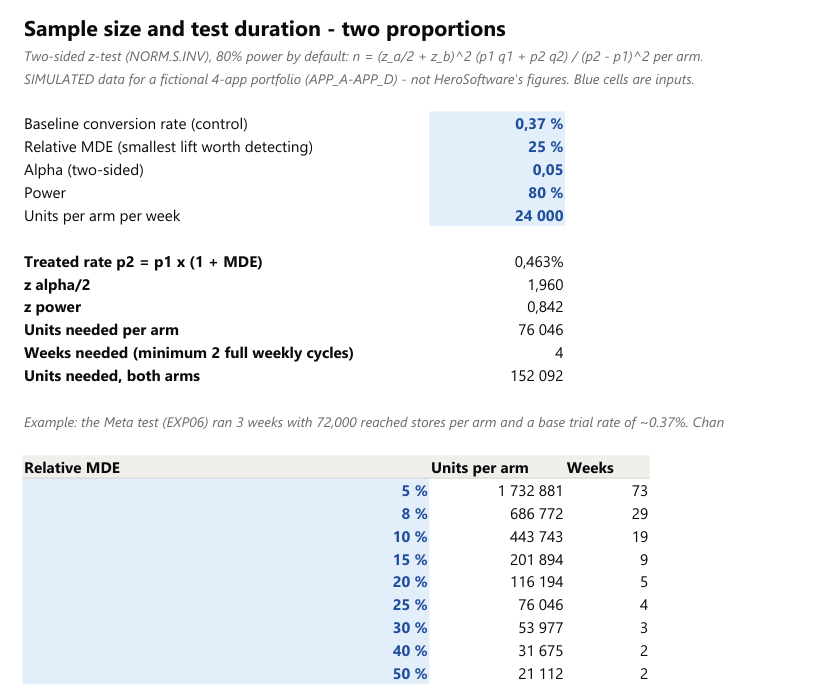 Sample size and test duration - two proportions
Two-sided z-test (NORM.S.INV), 80% power by default: n = (z_a/2 + z_b)^2 (p1 q1 + p2 q2) / (p2 - p1)^2 per arm.
SIMULATED data for a fictional 4-app portfolio (APP_A-APP_D) - not HeroSoftware's figures. Blue cells are inputs.
Baseline conversion rate (control) 0,37 %
Relative MDE (smallest lift worth detecting) 25 %
Alpha (two-sided) 0,05
Power 80 %
Units per arm per week 24 000
Treated rate p2 = p1 x (1 + MDE) 0,463%
z alpha/2 1,960
z power 0,842
Units needed per arm 76 046
Weeks needed (minimum 2 full weekly cycles) 4
Units needed, both arms 152 092
Example: the Meta test (EXP06) ran 3 weeks with 72,000 reached stores per arm and a base trial rate of ~0.37%. Chan
Relative MDE Units per arm Weeks
5 % 1 732 881 73
8 % 686 772 29
10 % 443 743 19
15 % 201 894 9
20 % 116 194 5
25 % 76 046 4
30 % 53 977 3
40 % 31 675 2
50 % 21 112 2